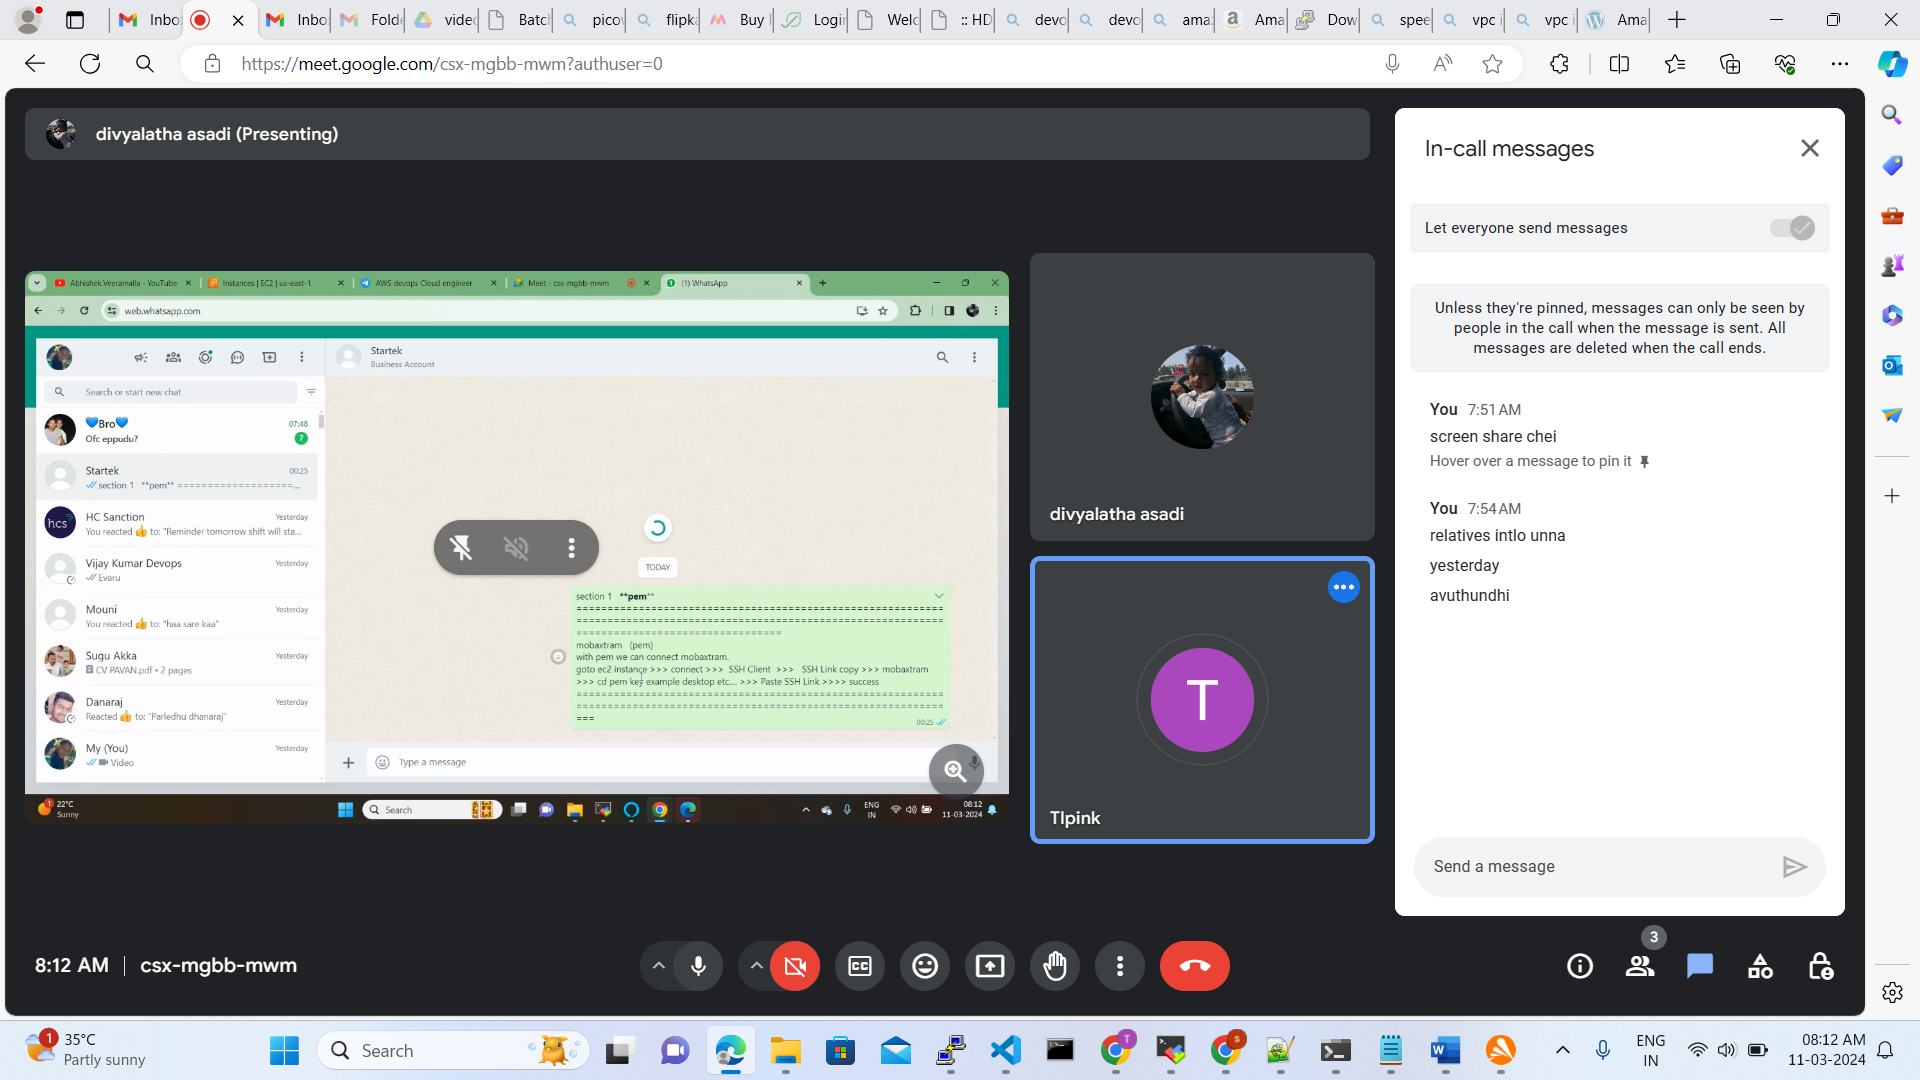 Inbo
Inbo
Folde
video
Batch
picov
flipka
Buy
Login
Welc
:: HD
devo
devo
ama
Ama
Dow
spee
vpc i
vpc i
Ama
https://meet.google.com/csx-mgbb-mwm?authuser=0
divyalatha asadi (Presenting)
Abhishek.Veeramalla - YouTube
Instances | EC2 | us-east-1
AWS devops Cloud engineer
Meet - csx-mgbb-mwm
(1) WhatsApp
web.whatsapp.com
Startek
Business Account
Search or start new chat
Bro 07:48
Ofc eppudu? 7
Startek 00:25
section 1 **pem** ===================...
hcs
HC Sanction Yesterday
You reacted 👍 to: "Reminder tomorrow shift will sta...
Vijay Kumar Devops Yesterday
Evaru
Mouni Yesterday
You reacted 👍 to: "haa sare kaa"
Sugu Akka Yesterday
CV PAVAN.pdf • 2 pages
Danaraj Yesterday
Reacted 👍 to: "Parledhu dhanaraj"
My (You) Yesterday
Video
TODAY
section 1 **pem**
mobaxtram (pem)
with pem we can connect mobaxtram.
goto ec2 instance >>> connect >>> SSH Client >>> SSH Link copy >>> mobaxtram
>>> cd pem key example desktop etc.... >>> Paste SSH Link >>>> success
===
00:25
Type a message
22°C
Sunny
Search
ENG
IN
08:12
11-03-2024
divyalatha asadi
T
Tlpink
In-call messages
Let everyone send messages
Unless they're pinned, messages can only be seen by
people in the call when the message is sent. All
messages are deleted when the call ends.
You 7:51 AM
screen share chei
Hover over a message to pin it
You 7:54 AM
relatives intlo unna
yesterday
avuthundhi
Send a message
8:12 AM | csx-mgbb-mwm
3
1
35°C
Partly sunny
Search
ENG
IN
08:12 AM
11-03-2024